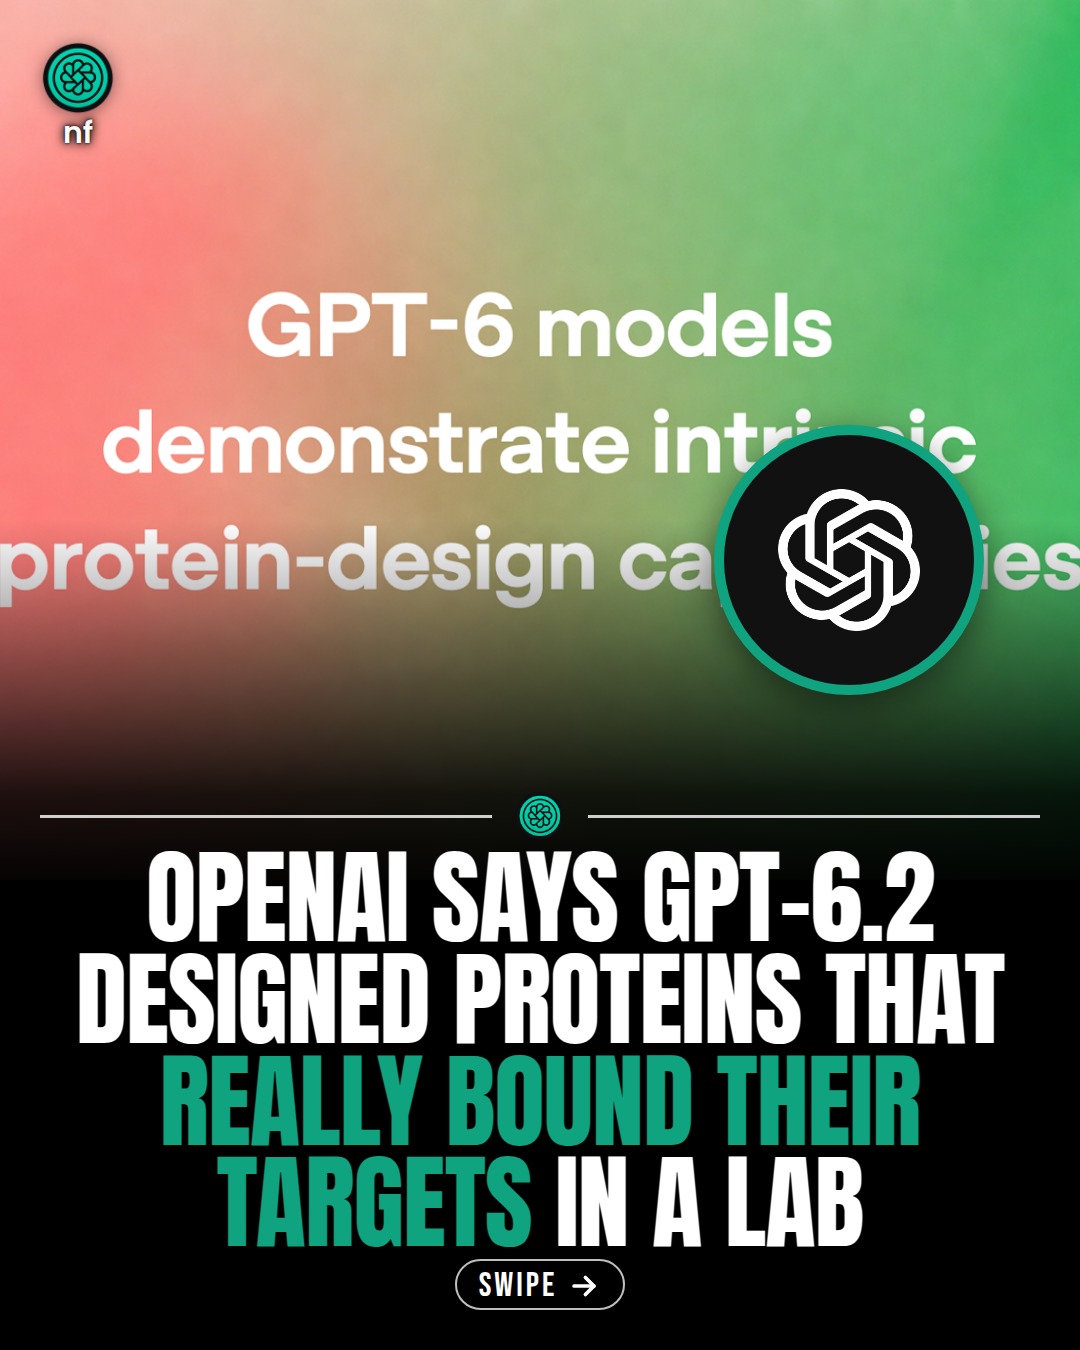 nf
GPT-6 models
demonstrate
protein-design
OPENAI SAYS GPT-6.2
DESIGNED PROTEINS THAT
REALLY BOUND THEIR
TARGETS IN A LAB
SWIPE →